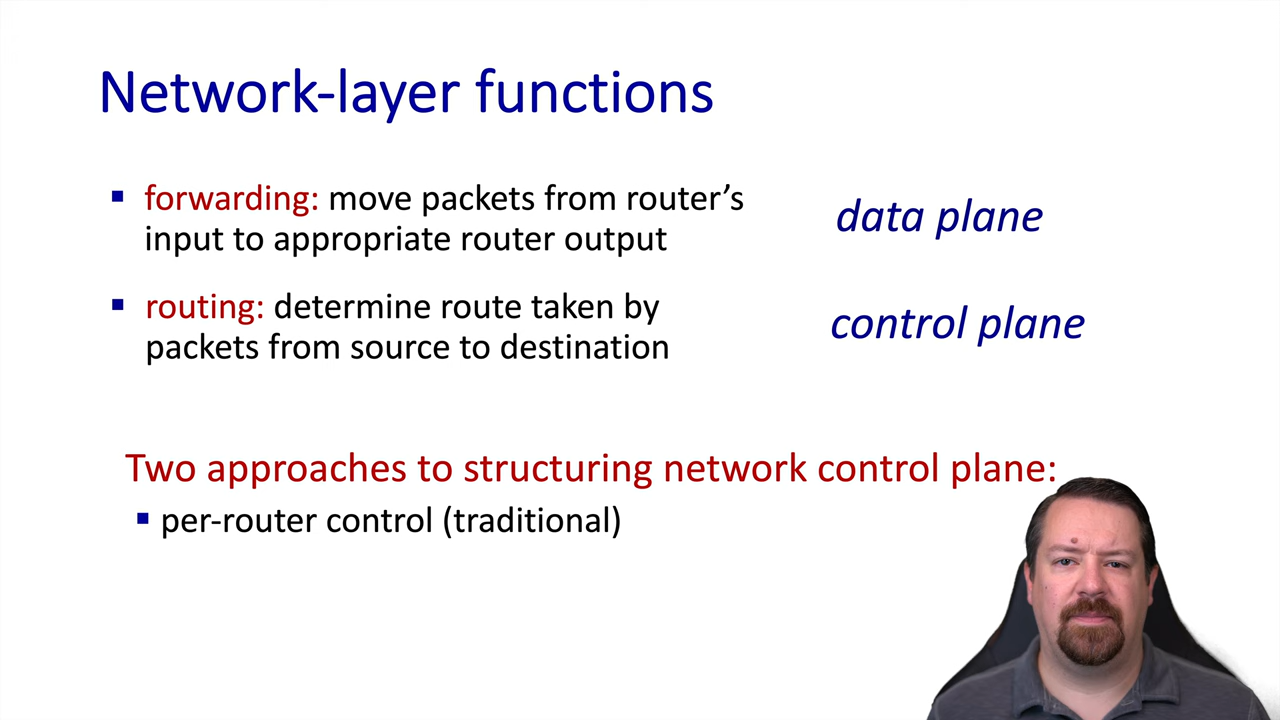 Network-layer functions
▪ forwarding: move packets from router’s
input to appropriate router output
data plane
▪ routing: determine route taken by
packets from source to destination
control plane
Two approaches to structuring network control plane:
▪ per-router control (traditional)